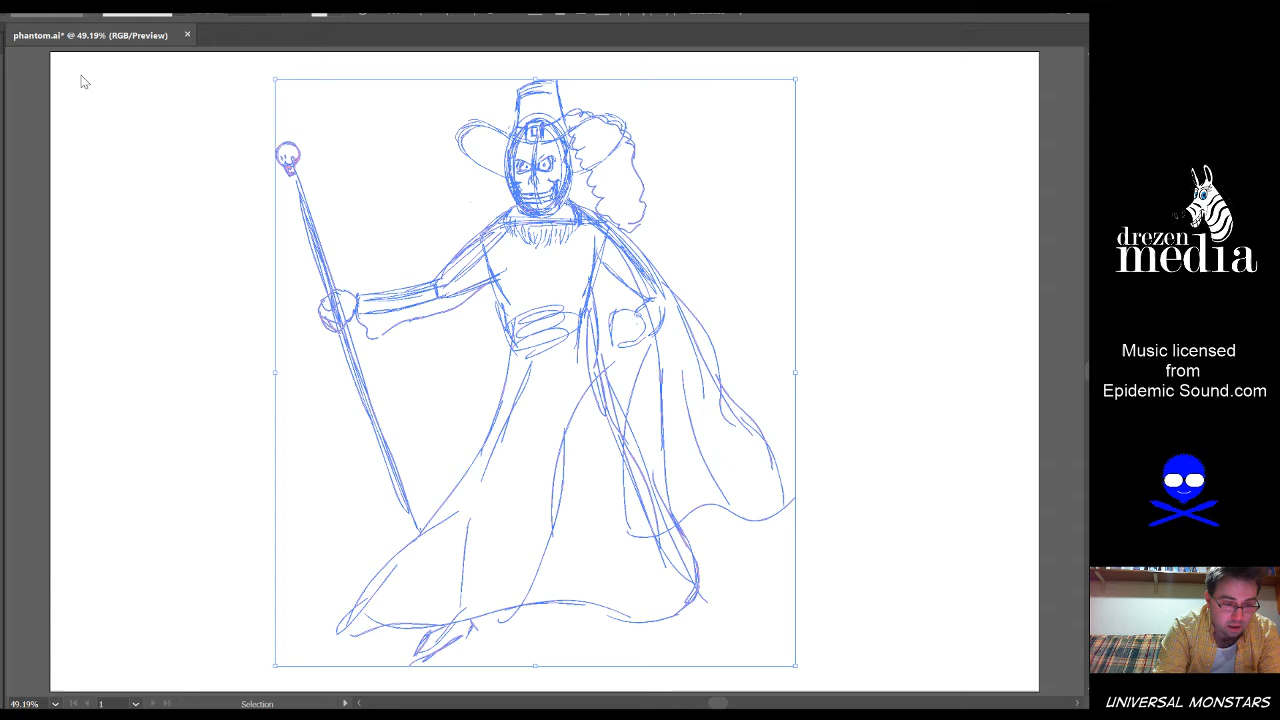 phantom.ai* @ 49.19% (RGB/Preview)
drezen
media
Music licensed
from
Epidemic Sound.com
49.19%
1
Selection
UNIVERSAL MONSTARS